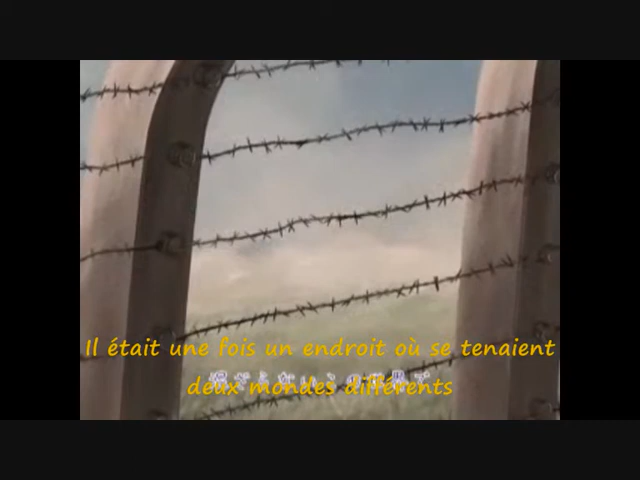 Il était une fois un endroit où se tenaient
deux mondes différents